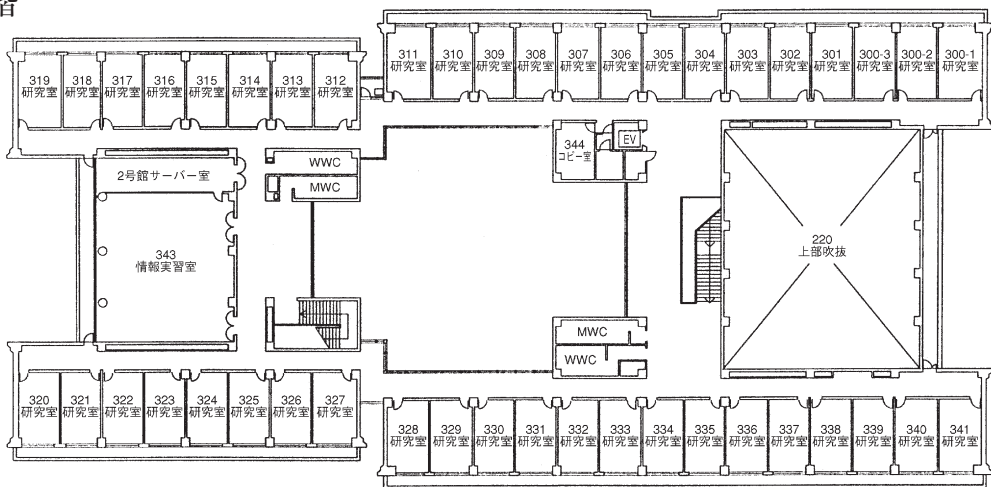 階
311
研究室
310
研究室
309
研究室
308
研究室
307
研究室
306
研究室
305
研究室
304
研究室
303
研究室
302
研究室
301
研究室
300-3
研究室
300-2
研究室
300-1
研究室
319
研究室
318
研究室
317
研究室
316
研究室
315
研究室
314
研究室
313
研究室
312
研究室
344
コピー室
EV
WWC
MWC
2号館サーバー室
343
情報実習室
220
上部吹抜
MWC
WWC
320
研究室
321
研究室
322
研究室
323
研究室
324
研究室
325
研究室
326
研究室
327
研究室
328
研究室
329
研究室
330
研究室
331
研究室
332
研究室
333
研究室
334
研究室
335
研究室
336
研究室
337
研究室
338
研究室
339
研究室
340
研究室
341
研究室